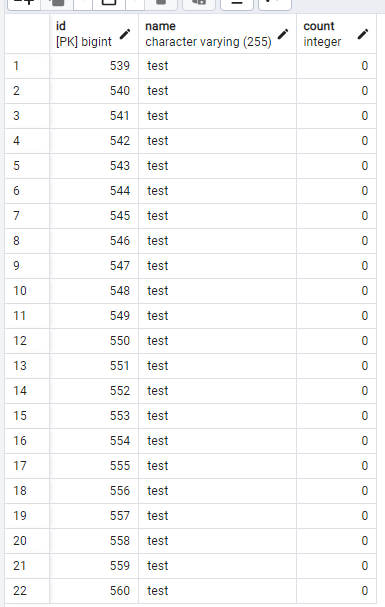 id name count
[PK] bigint character varying (255) integer
1 539 test 0
2 540 test 0
3 541 test 0
4 542 test 0
5 543 test 0
6 544 test 0
7 545 test 0
8 546 test 0
9 547 test 0
10 548 test 0
11 549 test 0
12 550 test 0
13 551 test 0
14 552 test 0
15 553 test 0
16 554 test 0
17 555 test 0
18 556 test 0
19 557 test 0
20 558 test 0
21 559 test 0
22 560 test 0